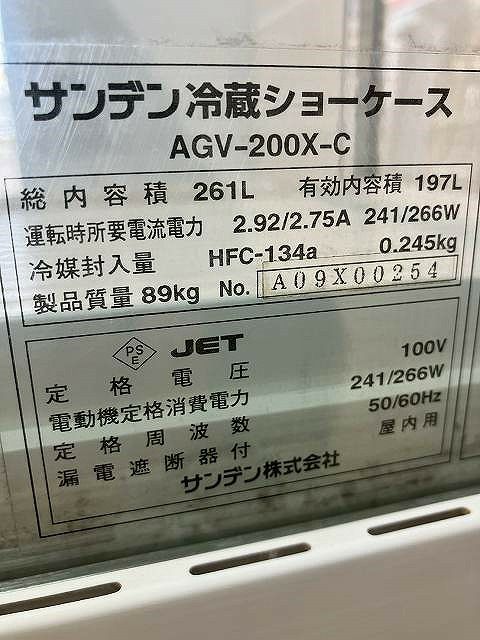 サンデン冷蔵ショーケース
AGV-200X-C
総内容積 261L 有効内容積 197L
運転時所要電流電力 2.92/2.75A 241/266W
冷媒封入量 HFC-134a 0.245kg
製品質量 89kg No. A09X00254
PSE JET
定格電圧 100V
電動機定格消費電力 241/266W
定格周波数 50/60Hz
漏電遮断器付 屋内用
サンデン株式会社